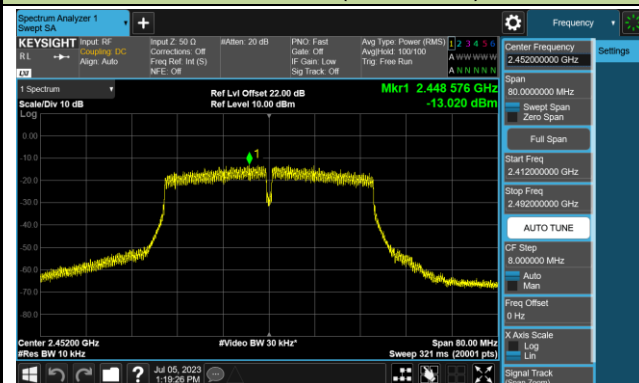 Spectrum Analyzer 1
Swept SA
Frequency
KEYSIGHT Input: RF
RL Coupling: DC
Align: Auto
LXI
Input Z: 50 Ω
Corrections: Off
Freq Ref: Int (S)
NFE: Off
#Atten: 20 dB
PNO: Fast
Gate: Off
IF Gain: Low
Sig Track: Off
Avg Type: Power (RMS)
Avg|Hold: 100/100
Trig: Free Run
1 2 3 4 5 6
A W W W W W
A N N N N N
1 Spectrum
Scale/Div 10 dB
Log
Ref Lvl Offset 22.00 dB
Ref Level 10.00 dBm
Mkr1 2.448 576 GHz
-13.020 dBm
1
0.00
-10.0
-20.0
-30.0
-40.0
-50.0
-60.0
-70.0
-80.0
Center 2.45200 GHz
#Res BW 10 kHz
#Video BW 30 kHz*
Span 80.00 MHz
Sweep 321 ms (20001 pts)
Jul 05, 2023
1:19:26 PM
Center Frequency
2.452000000 GHz
Settings
Span
80.0000000 MHz
Swept Span
Zero Span
Full Span
Start Freq
2.412000000 GHz
Stop Freq
2.492000000 GHz
AUTO TUNE
CF Step
8.000000 MHz
Auto
Man
Freq Offset
0 Hz
X Axis Scale
Log
Lin
Signal Track
(Span Zoom)